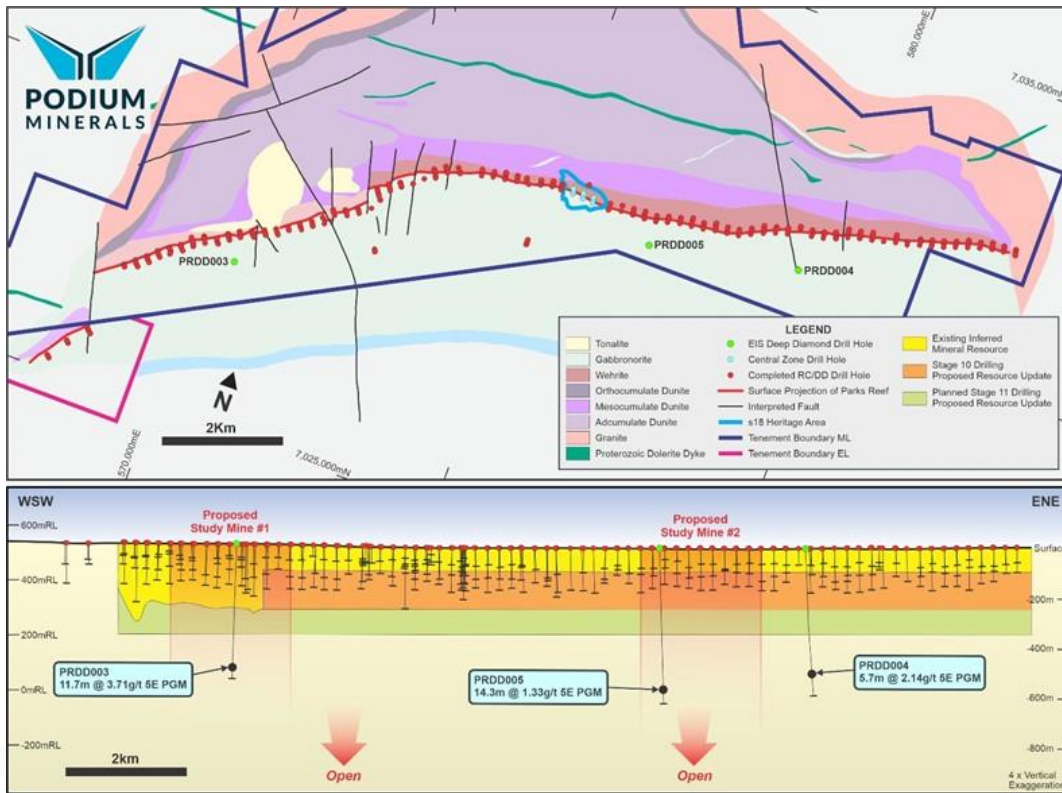 PODIUM
MINERALS
580,000mE
7,035,000mN
PRDD003
PRDD005
PRDD004
N
2Km
570,000mE
7,025,000mN
LEGEND
Tonalite
Gabbronorite
Wehrite
Orthocumulate Dunite
Mesocumulate Dunite
Adcumulate Dunite
Granite
Proterozoic Dolerite Dyke
EIS Deep Diamond Drill Hole
Central Zone Drill Hole
Completed RC/DD Drill Hole
Surface Projection of Parks Reef
Interpreted Fault
s18 Heritage Area
Tenement Boundary ML
Tenement Boundary EL
Existing Inferred
Mineral Resource
Stage 10 Drilling
Proposed Resource Update
Planned Stage 11 Drilling
Proposed Resource Update
WSW
ENE
Proposed
Study Mine #1
Proposed
Study Mine #2
600mRL
400mRL
200mRL
0mRL
-200mRL
Surface
-200m
-400m
-600m
-800m
PRDD003
11.7m @ 3.71g/t 5E PGM
PRDD005
14.3m @ 1.33g/t 5E PGM
PRDD004
5.7m @ 2.14g/t 5E PGM
2km
Open
Open
4 x Vertical
Exaggeration